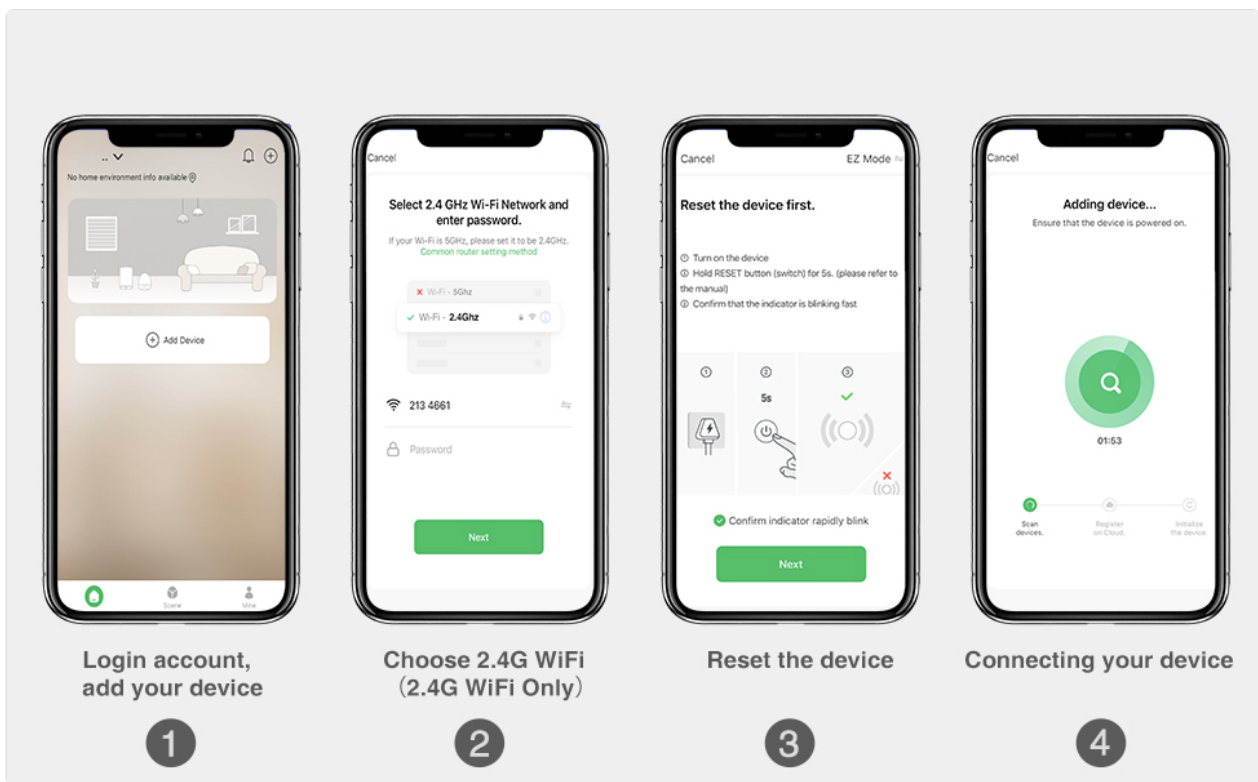 .. 
No home environment info available
Add Device
Scene
Mine
Login account,
add your device
1
Cancel
Select 2.4 GHz Wi-Fi Network and
enter password.
If your Wi-Fi is 5GHz, please set it to be 2.4GHz.
Common router setting method
Wi-Fi - 5Ghz
Wi-Fi - 2.4Ghz
213 4661
Password
Next
Choose 2.4G WiFi
（2.4G WiFi Only）
2
Cancel EZ Mode
Reset the device first.
① Turn on the device
② Hold RESET button (switch) for 5s. (please refer to
the manual)
③ Confirm that the indicator is blinking fast
① ② ③
5s
Confirm indicator rapidly blink
Next
Reset the device
3
Cancel
Adding device...
Ensure that the device is powered on.
01:53
Scan
devices.
Register
on Cloud.
Initialize
the device.
Connecting your device
4